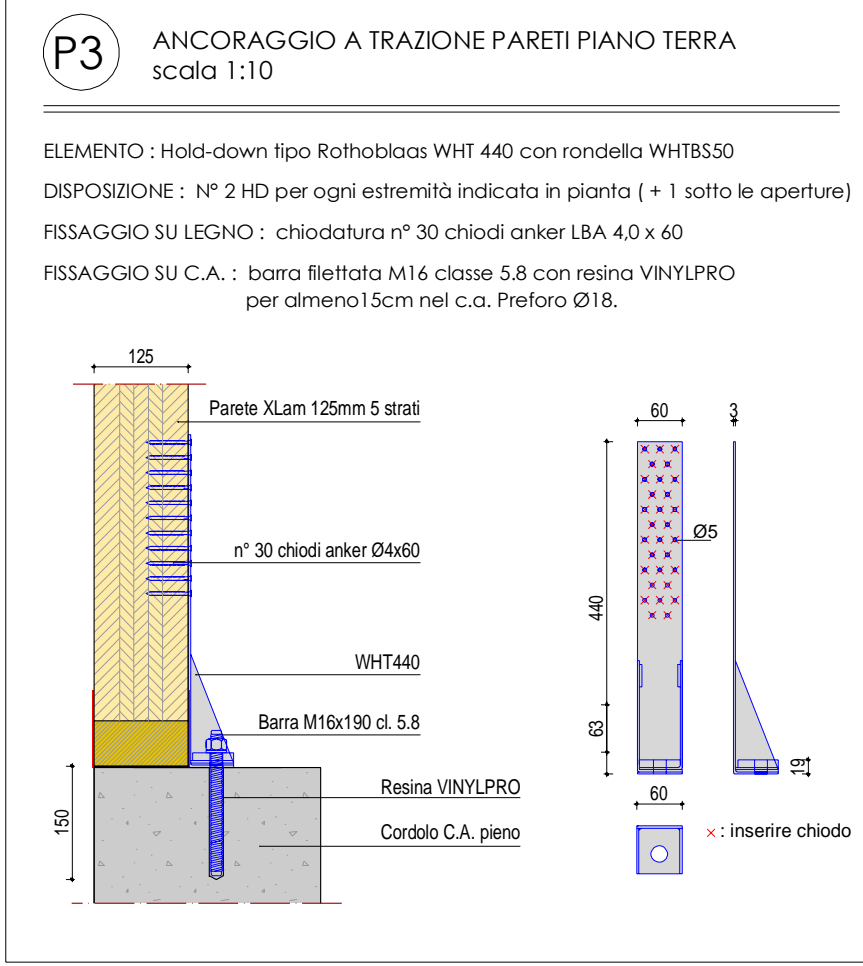 P3
ANCORAGGIO A TRAZIONE PARETI PIANO TERRA
scala 1:10
ELEMENTO : Hold-down tipo Rothoblaas WHT 440 con rondella WHTBS50
DISPOSIZIONE : N° 2 HD per ogni estremità indicata in pianta ( + 1 sotto le aperture)
FISSAGGIO SU LEGNO : chiodatura n° 30 chiodi anker LBA 4,0 x 60
FISSAGGIO SU C.A. : barra filettata M16 classe 5.8 con resina VINYLPRO
per almeno15cm nel c.a. Preforo Ø18.
125
Parete XLam 125mm 5 strati
n° 30 chiodi anker Ø4x60
WHT440
Barra M16x190 cl. 5.8
Resina VINYLPRO
Cordolo C.A. pieno
150
60
3
Ø5
440
63
19
60
× : inserire chiodo